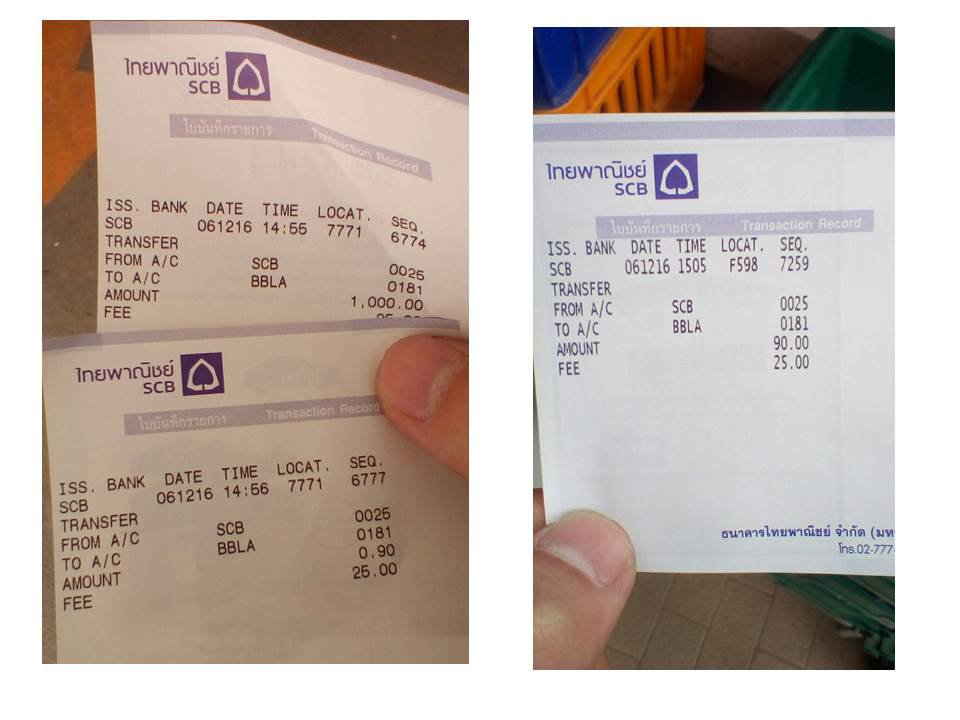 ไทยพาณิชย์
SCB
ใบบันทึกรายการ Transaction Record
ISS. BANK DATE TIME LOCAT. SEQ.
SCB 061216 14:55 7771 6774
TRANSFER
FROM A/C SCB 0025
TO A/C BBLA 0181
AMOUNT 1,000.00
FEE
ไทยพาณิชย์
SCB
ใบบันทึกรายการ Transaction Record
ISS. BANK DATE TIME LOCAT. SEQ.
SCB 061216 14:56 7771 6777
TRANSFER
FROM A/C SCB 0025
TO A/C BBLA 0181
AMOUNT 0.90
FEE 25.00
ไทยพาณิชย์
SCB
ใบบันทึกรายการ Transaction Record
ISS. BANK DATE TIME LOCAT. SEQ.
SCB 061216 1505 F598 7259
TRANSFER
FROM A/C SCB 0025
TO A/C BBLA 0181
AMOUNT 90.00
FEE 25.00
ธนาคารไทยพาณิชย์ จำกัด (มห
โทร.02-777-